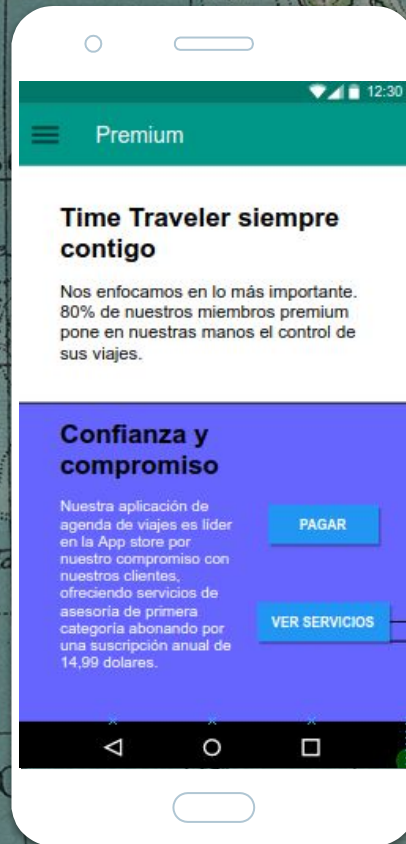 12:30
Premium
Time Traveler siempre
contigo
Nos enfocamos en lo más importante.
80% de nuestros miembros premium
pone en nuestras manos el control de
sus viajes.
Confianza y
compromiso
Nuestra aplicación de
agenda de viajes es líder
en la App store por
nuestro compromiso con
nuestros clientes,
ofreciendo servicios de
asesoría de primera
categoría abonando por
una suscripción anual de
14,99 dolares.
PAGAR
VER SERVICIOS